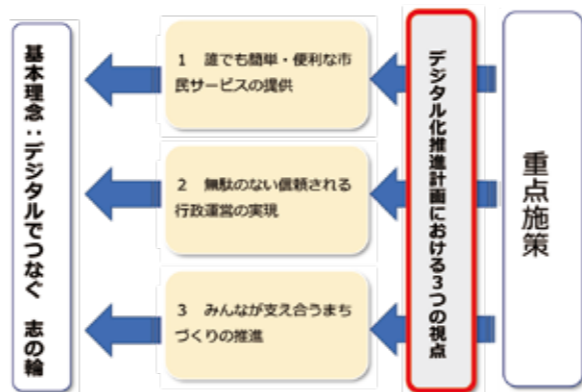 基本理念：デジタルでつなぐ　志の輪
1　誰でも簡単・便利な市
民サービスの提供
2　無駄のない信頼される
行政運営の実現
3　みんなが支え合うまち
づくりの推進
デジタル化推進計画における3つの視点
重点施策